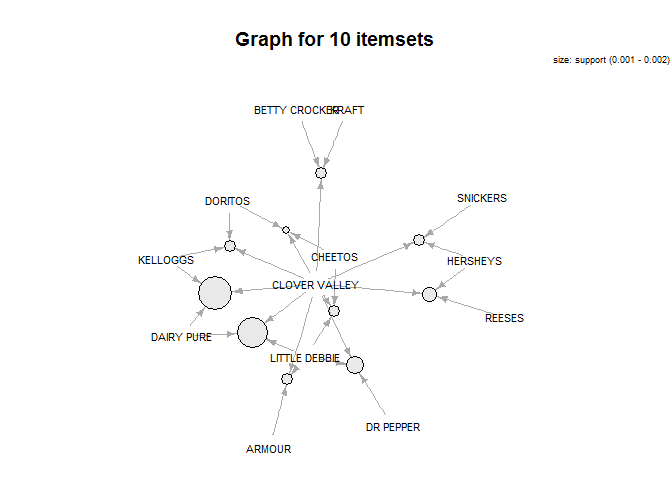 Graph for 10 itemsets
size: support (0.001 - 0.002)
BETTY CROCKER
KRAFT
SNICKERS
DORITOS
CHEETOS
KELLOGGS
HERSHEYS
CLOVER VALLEY
REESES
DAIRY PURE
LITTLE DEBBIE
DR PEPPER
ARMOUR